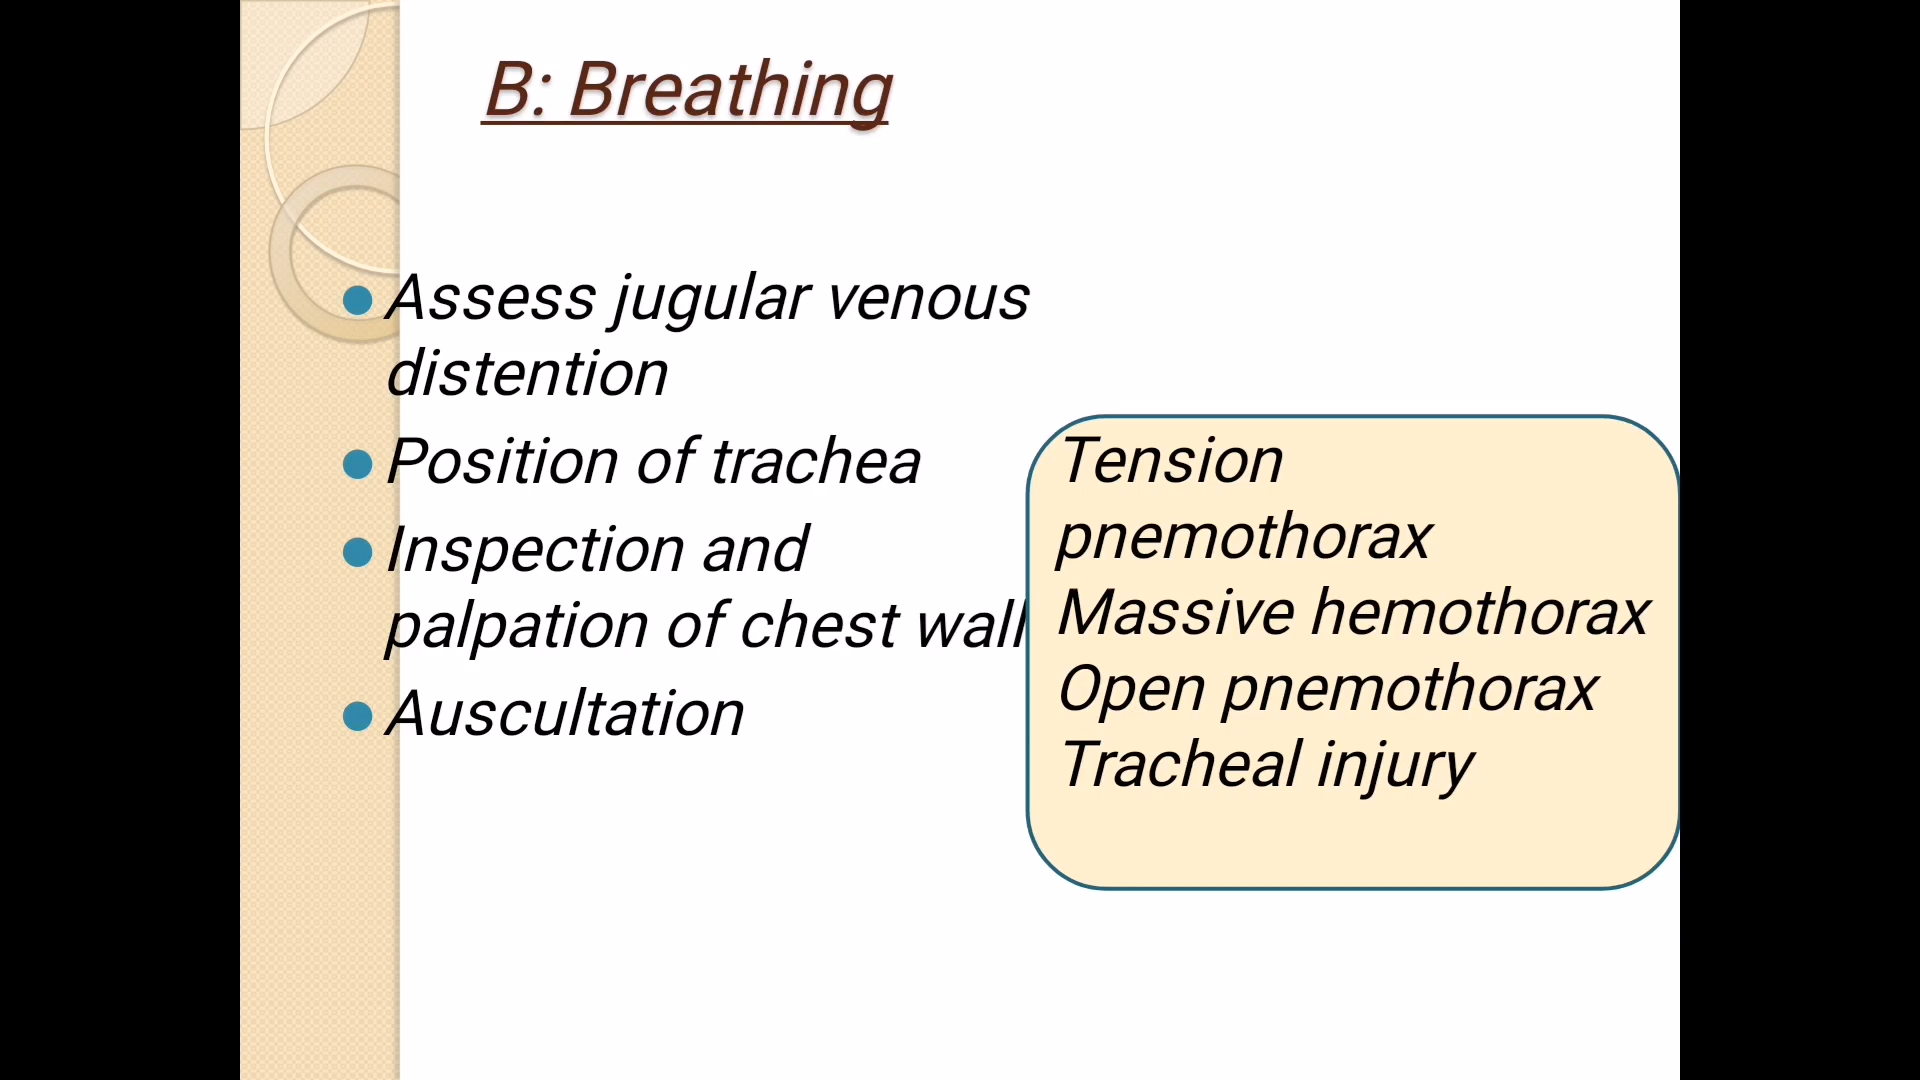 B: Breathing
Assess jugular venous
distention
Position of trachea
Inspection and
palpation of chest wall
Auscultation
Tension
pnemothorax
Massive hemothorax
Open pnemothorax
Tracheal injury